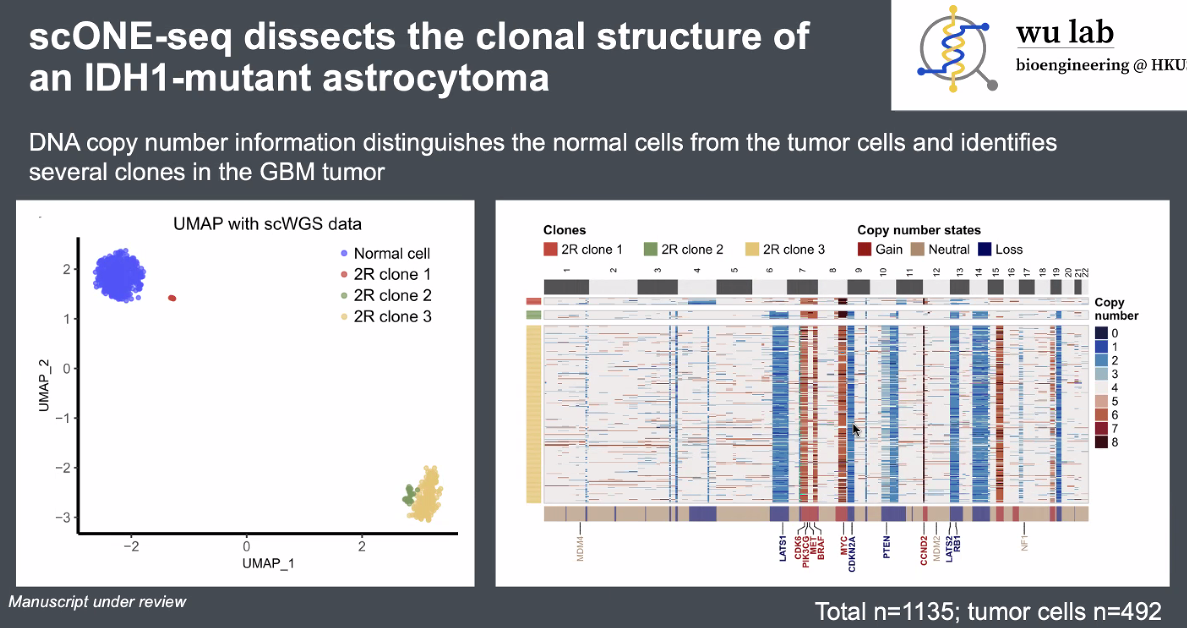 scONE-seq dissects the clonal structure of
an IDH1-mutant astrocytoma
wu lab
bioengineering @ HKU
DNA copy number information distinguishes the normal cells from the tumor cells and identifies
several clones in the GBM tumor
UMAP with scWGS data
Normal cell
2R clone 1
2R clone 2
2R clone 3
2
1
0
−1
−2
−3
UMAP_2
−2
0
2
UMAP_1
Clones
2R clone 1
2R clone 2
2R clone 3
Copy number states
Gain
Neutral
Loss
1 2 3 4 5 6 7 8 9 10 11 12 13 14 15 16 17 18 19 20 21 22
Copy
number
0
1
2
3
4
5
6
7
8
MDM4
LATS1
CDK6
PIK3CG
MET
BRAF
MYC
CDKN2A
PTEN
CCND2
MDM2
LATS2
RB1
NF1
Manuscript under review
Total n=1135; tumor cells n=492